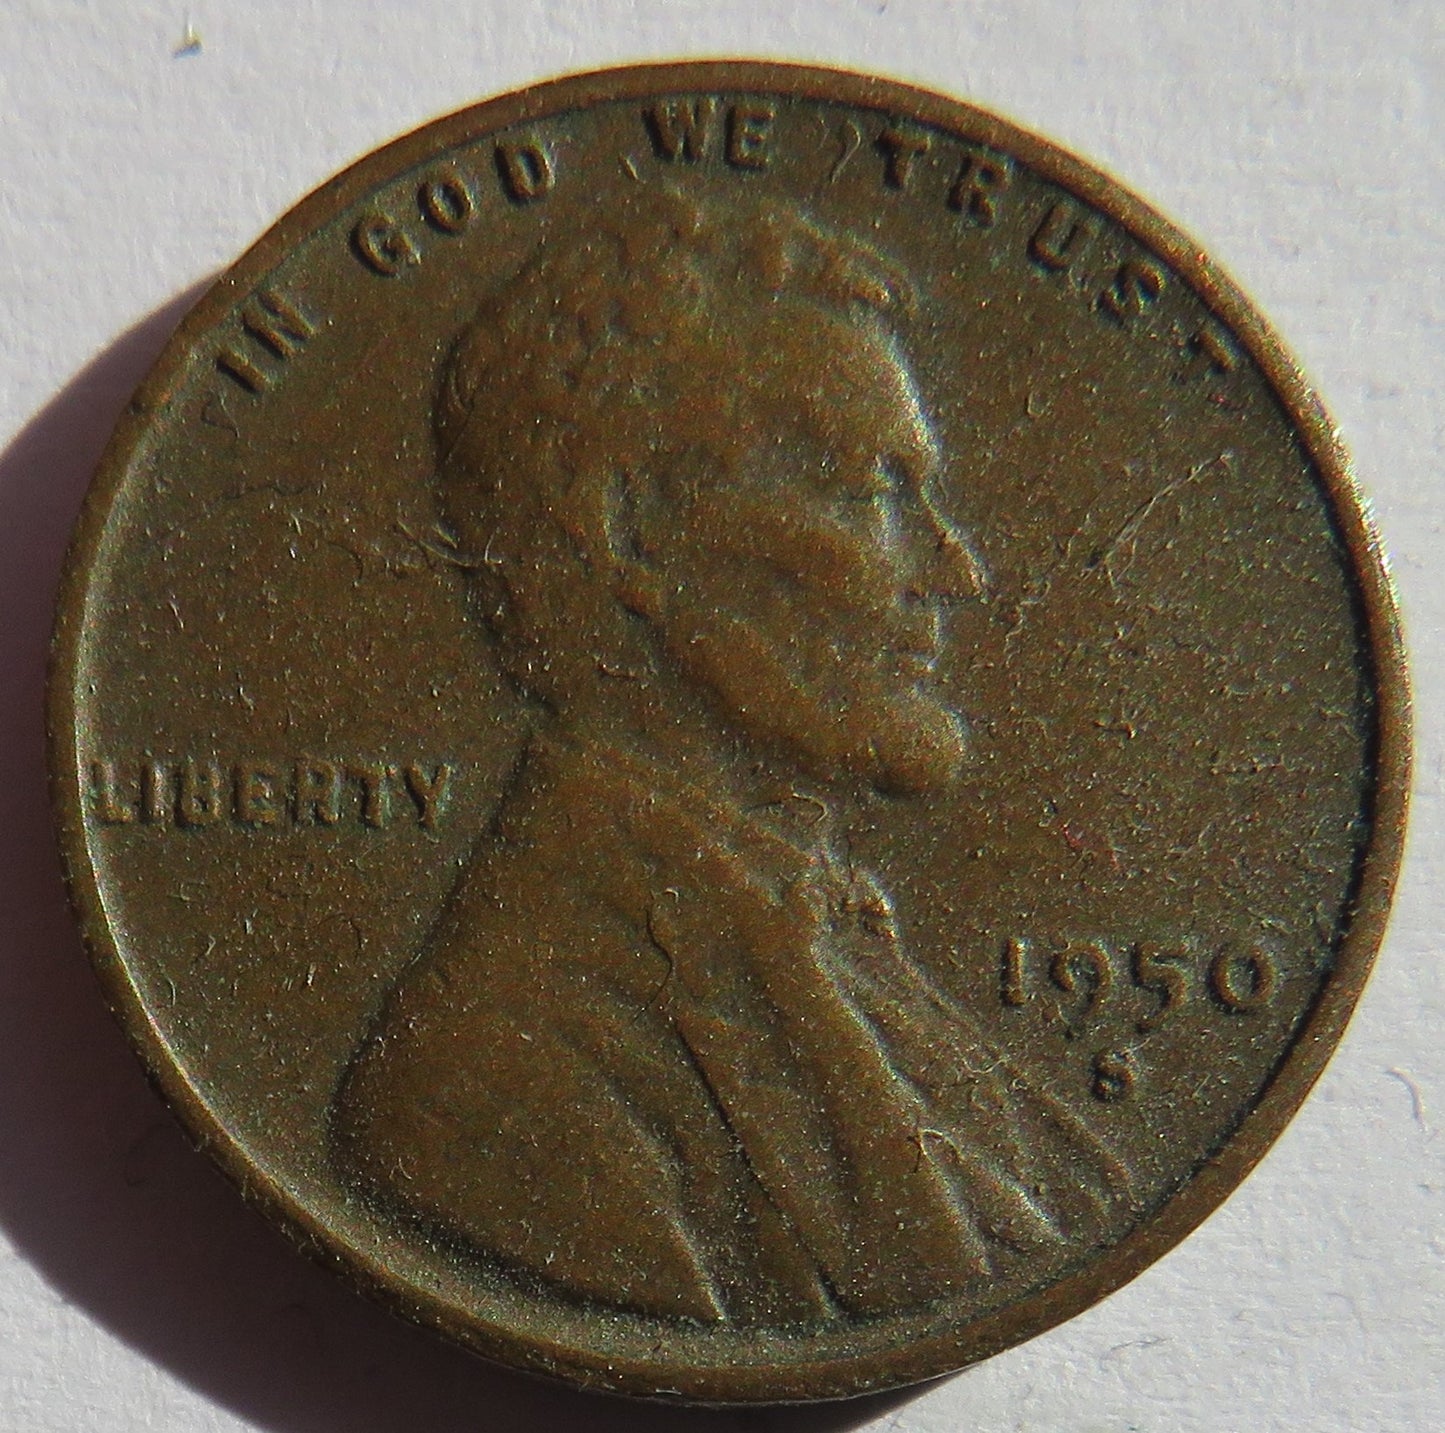 IN GOD WE TRUST
LIBERTY
1950
S